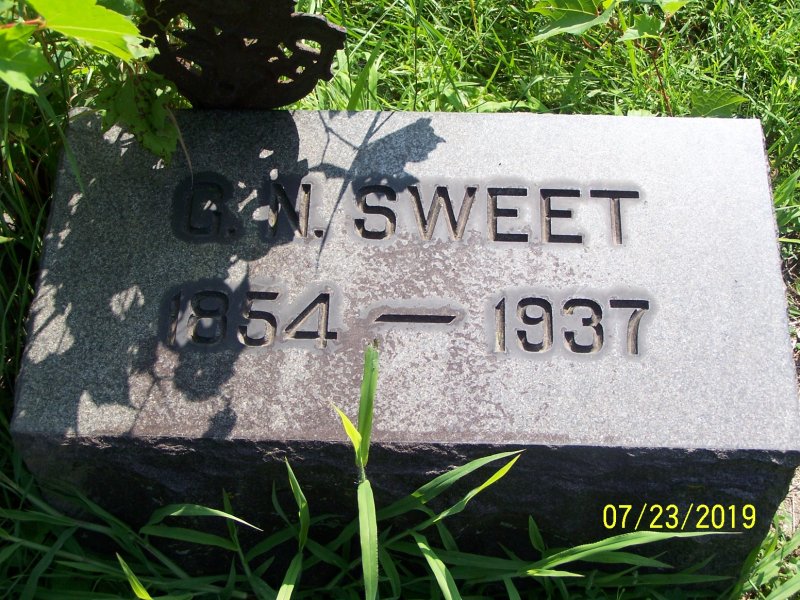 G. N. SWEET
1854 — 1937
07/23/2019